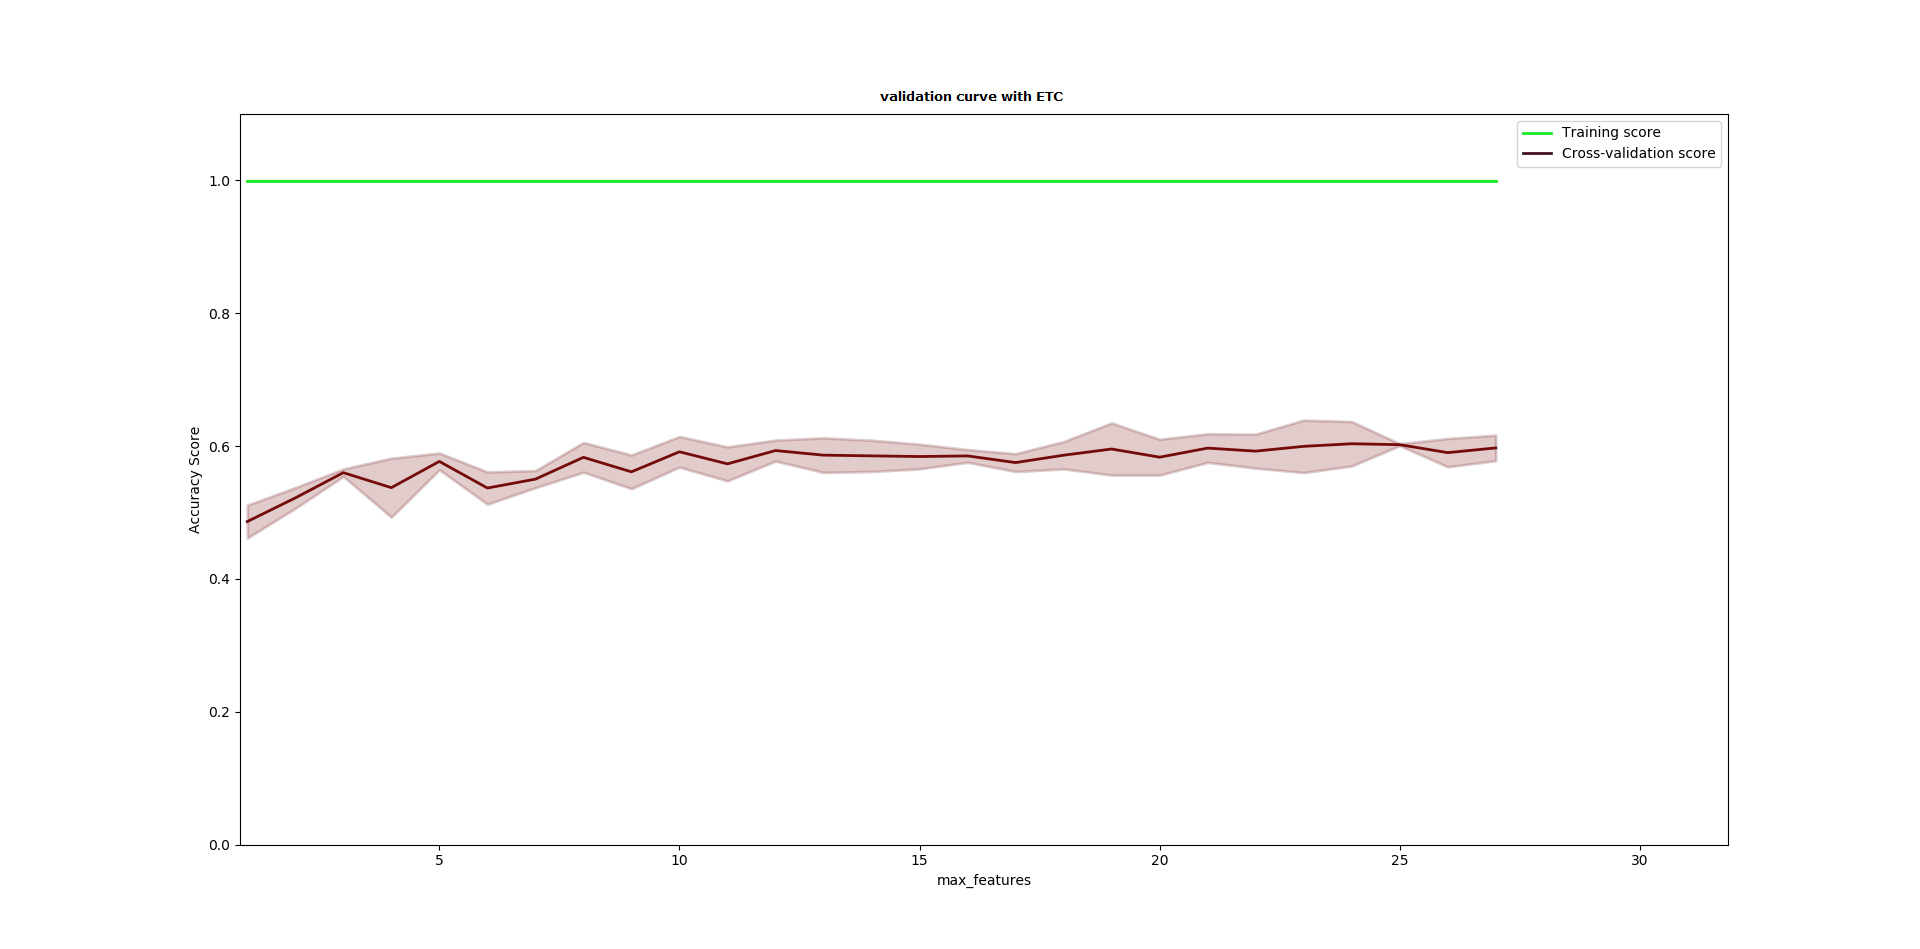 validation curve with ETC
Training score
Cross-validation score
1.0
0.8
0.6
0.4
0.2
0.0
Accuracy Score
5 10 15 20 25 30
max_features